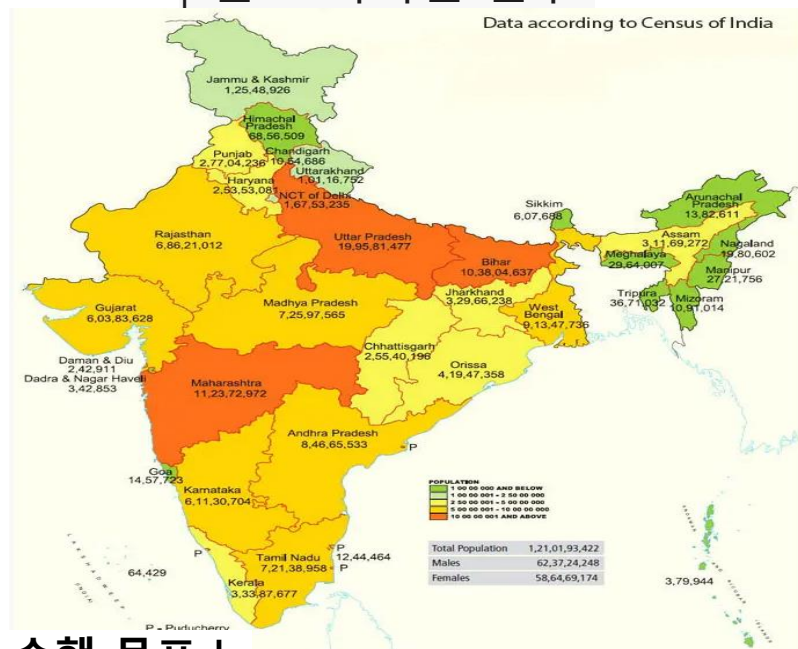 Data according to Census of India
Jammu & Kashmir
1,25,48,926
Himachal
Pradesh
68,56,509
Punjab
2,77,04,236
Chandigarh
10,54,686
Uttarakhand
1,01,16,752
Haryana
2,53,53,081
NCT of Delhi
1,67,53,235
Rajasthan
6,86,21,012
Uttar Pradesh
19,95,81,477
Bihar
10,38,04,637
Sikkim
6,07,688
Arunachal
Pradesh
13,82,611
Assam
3,11,69,272
Nagaland
19,80,602
Meghalaya
29,64,007
Manipur
27,21,756
Tripura
36,71,032
Mizoram
10,91,014
Gujarat
6,03,83,628
Madhya Pradesh
7,25,97,565
Jharkhand
3,29,66,238
West
Bengal
9,13,47,736
Chhattisgarh
2,55,40,196
Orissa
4,19,47,358
Daman & Diu
2,42,911
Dadra & Nagar Haveli
3,42,853
Maharashtra
11,23,72,972
Andhra Pradesh
8,46,65,533
P
Goa
14,57,723
Karnataka
6,11,30,704
POPULATION
1 00 00 000 AND BELOW
1 00 00 001 - 2 50 00 000
2 50 00 001 - 5 00 00 000
5 00 00 001 - 10 00 00 000
10 00 00 001 AND ABOVE
Total Population 1,21,01,93,422
Males 62,37,24,248
Females 58,64,69,174
P
P
12,44,464
P
Tamil Nadu
7,21,38,958
64,429
LAKSHADWEEP
Kerala
3,33,87,677
3,79,944
P - Puducherry